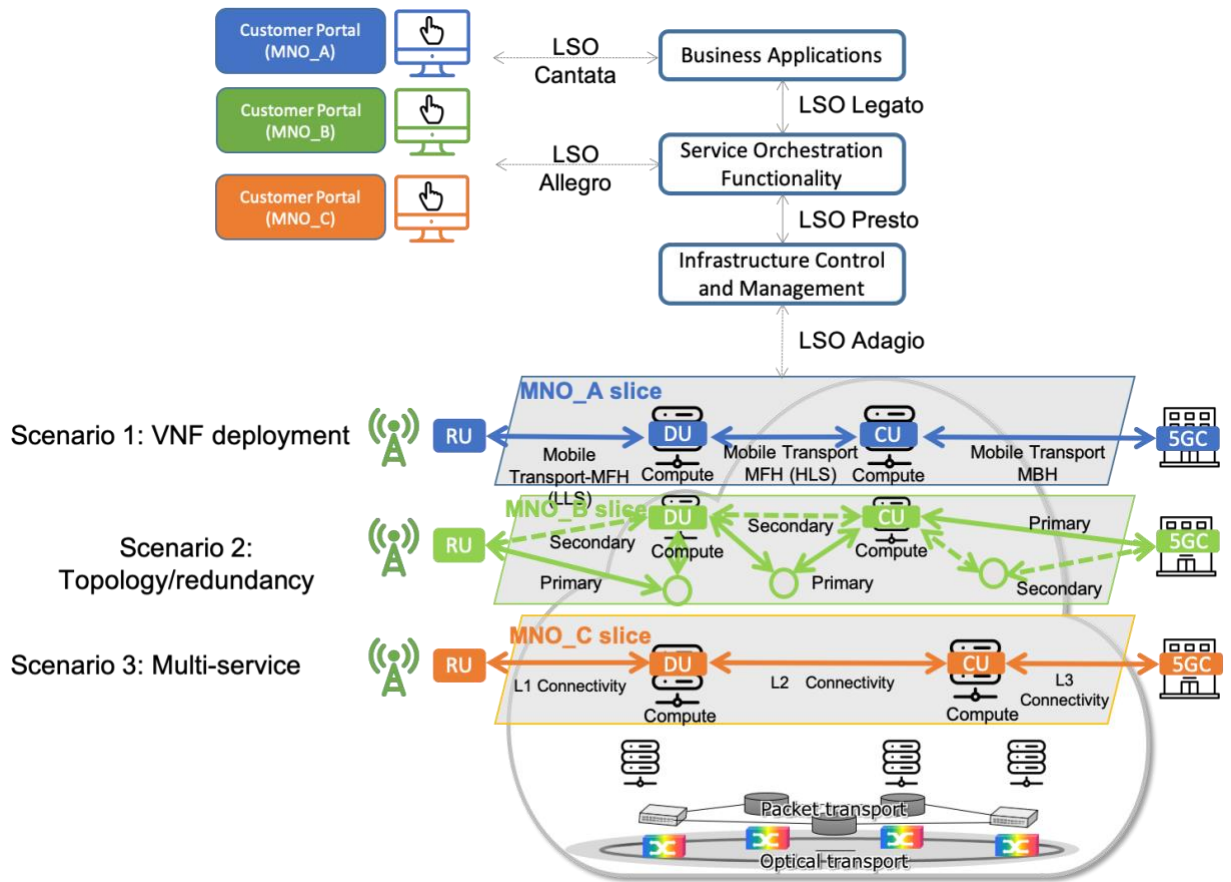 Customer Portal
(MNO_A)
LSO
Cantata
Business Applications
LSO Legato
Customer Portal
(MNO_B)
LSO
Allegro
Service Orchestration
Functionality
Customer Portal
(MNO_C)
LSO Presto
Infrastructure Control
and Management
LSO Adagio
MNO_A slice
Scenario 1: VNF deployment
RU
DU
CU
5GC
Mobile
Transport-MFH
(LLS)
Compute
Mobile Transport
MFH (HLS)
Compute
Mobile Transport
MBH
MNO_B slice
Scenario 2:
Topology/redundancy
RU
DU
CU
5GC
Secondary
Compute
Secondary
Compute
Primary
Primary
Primary
Secondary
MNO_C slice
Scenario 3: Multi-service
RU
DU
CU
5GC
L1 Connectivity
L2 Connectivity
L3
Connectivity
Compute
Compute
Packet transport
Optical transport